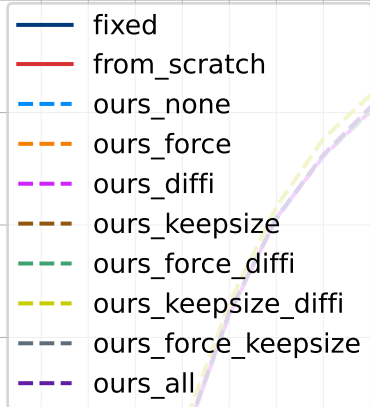 fixed
from_scratch
ours_none
ours_force
ours_diffi
ours_keepsize
ours_force_diffi
ours_keepsize_diffi
ours_force_keepsize
ours_all